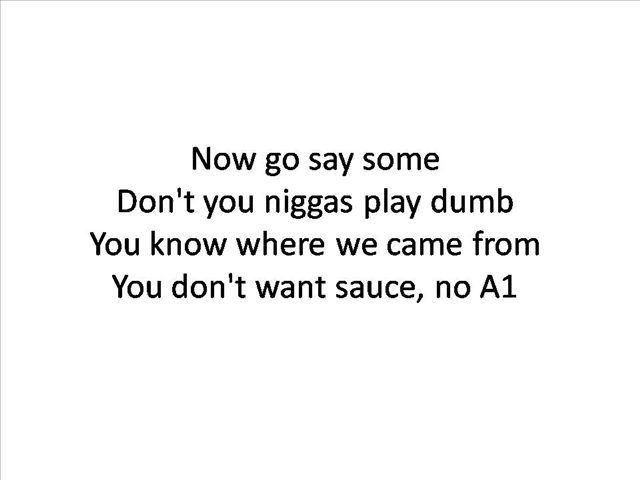 Now go say some
Don't you niggas play dumb
You know where we came from
You don't want sauce, no A1